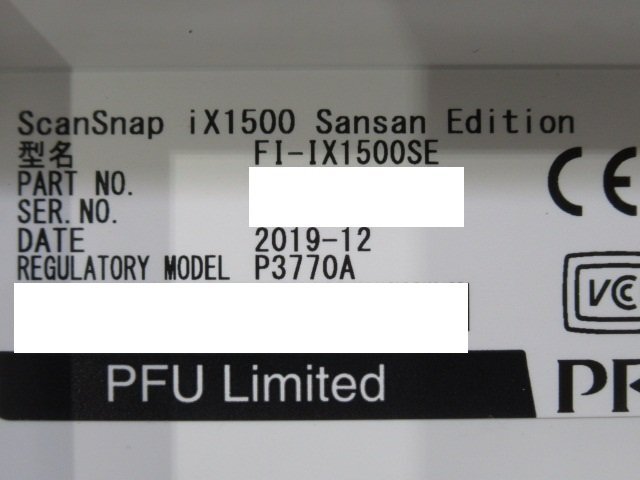 ScanSnap iX1500 Sansan Edition
型名 FI-IX1500SE
PART NO.
SER.NO.
DATE 2019-12
REGULATORY MODEL P3770A
CE
VCC
PFU Limited